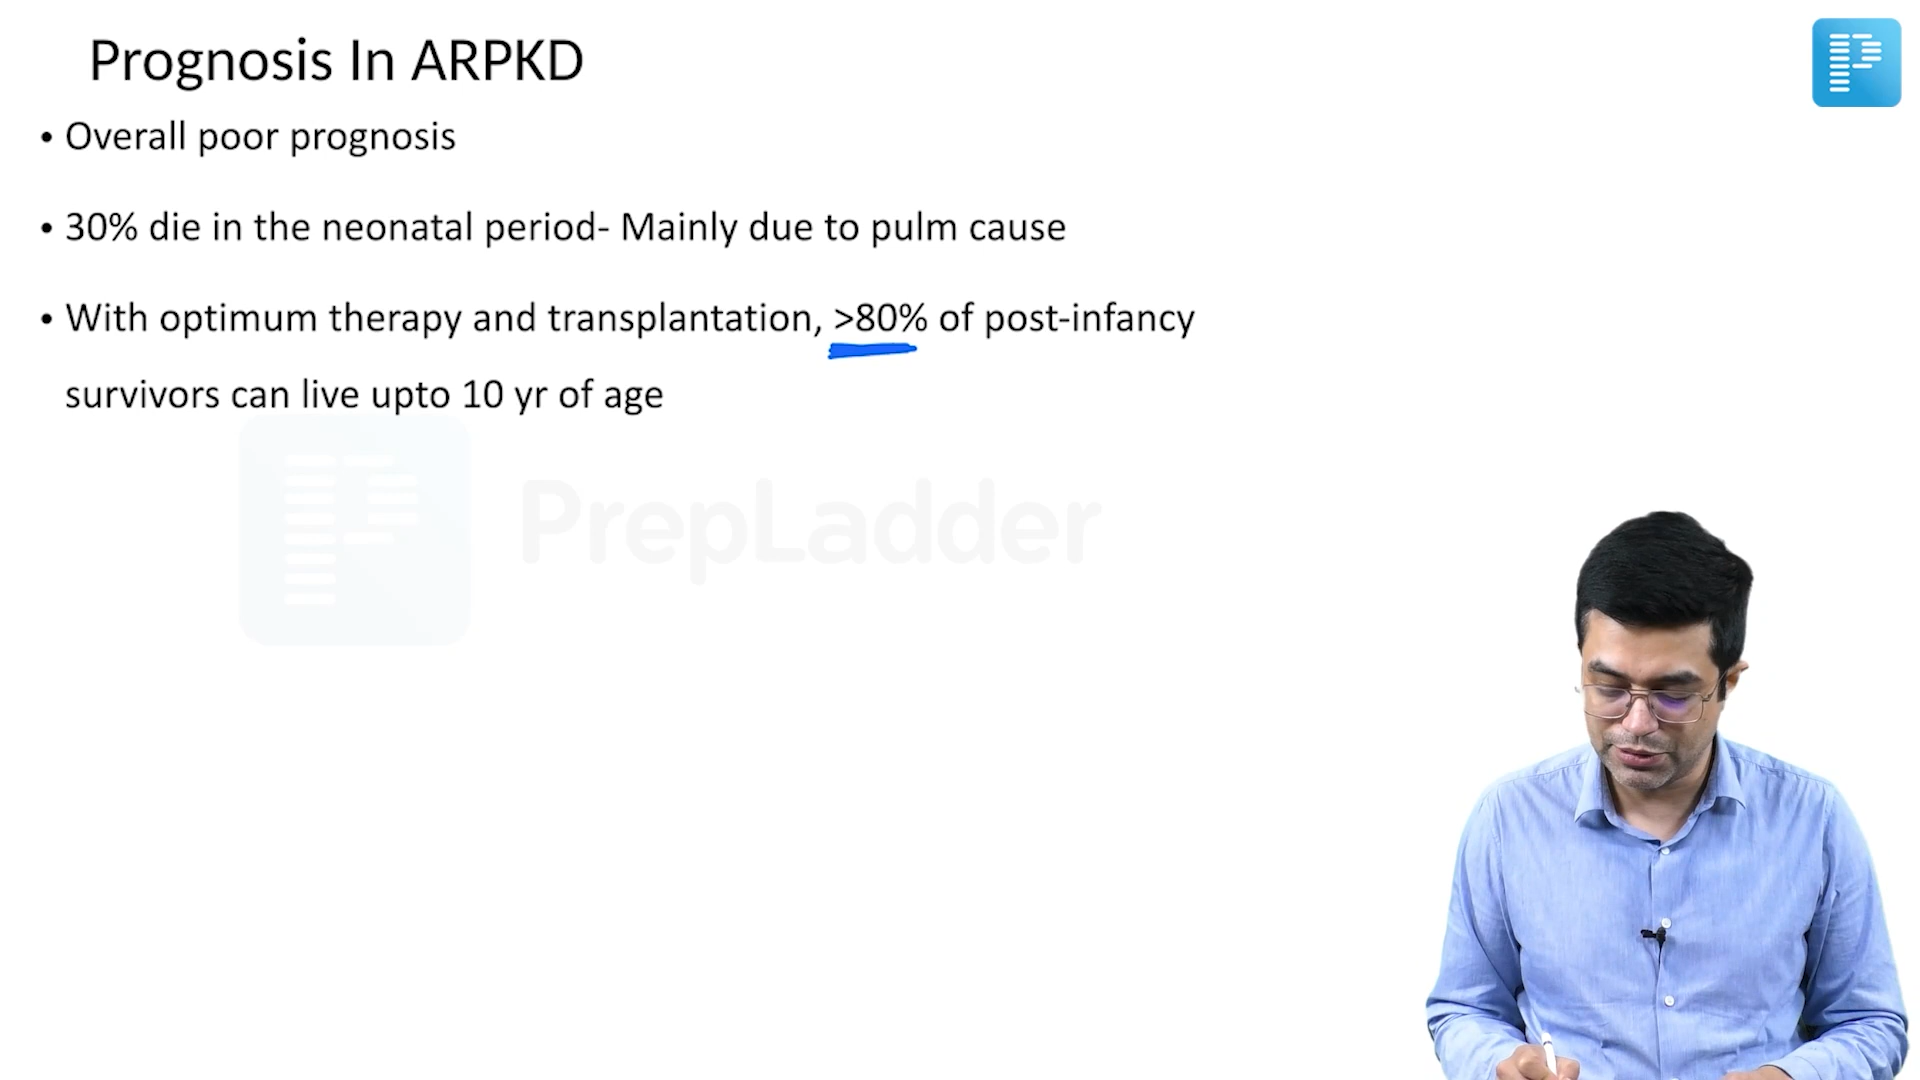 Prognosis In ARPKD
• Overall poor prognosis
• 30% die in the neonatal period- Mainly due to pulm cause
• With optimum therapy and transplantation, >80% of post-infancy
survivors can live upto 10 yr of age
PrepLadder